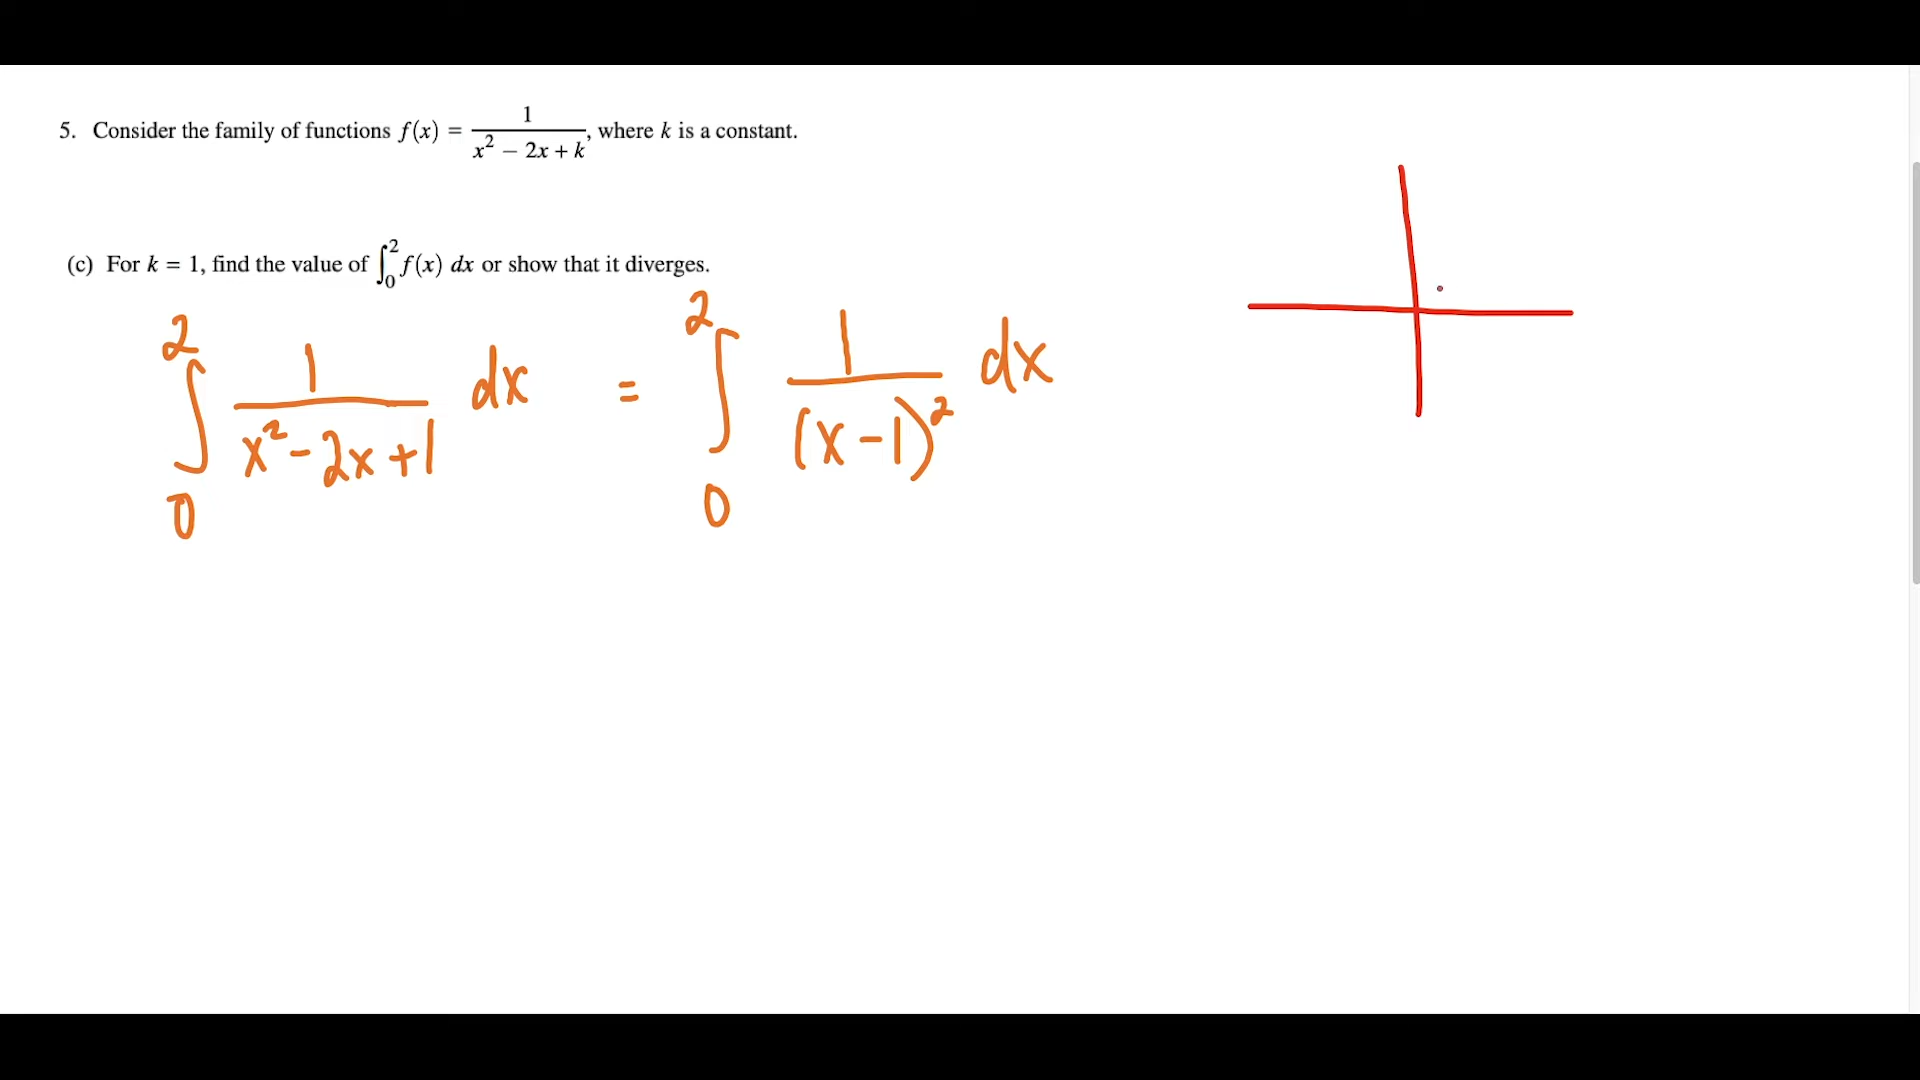 5. Consider the family of functions f(x) = 1/(x² − 2x + k), where k is a constant.
(c) For k = 1, find the value of ∫₀² f(x) dx or show that it diverges.
∫₀² 1/(x² − 2x + 1) dx = ∫₀² 1/(x − 1)² dx